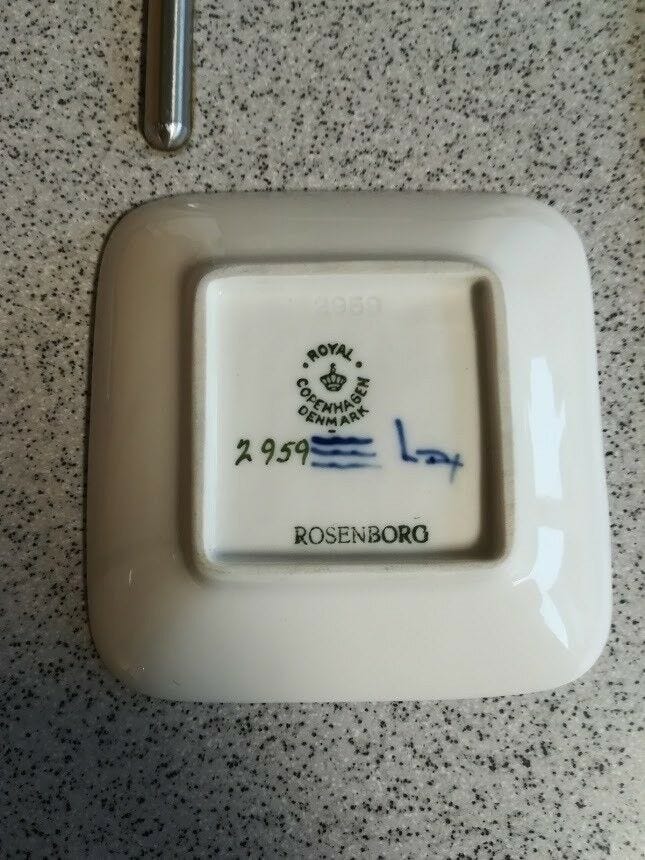 2959
ROYAL
COPENHAGEN
DENMARK
2959
ROSENBORG